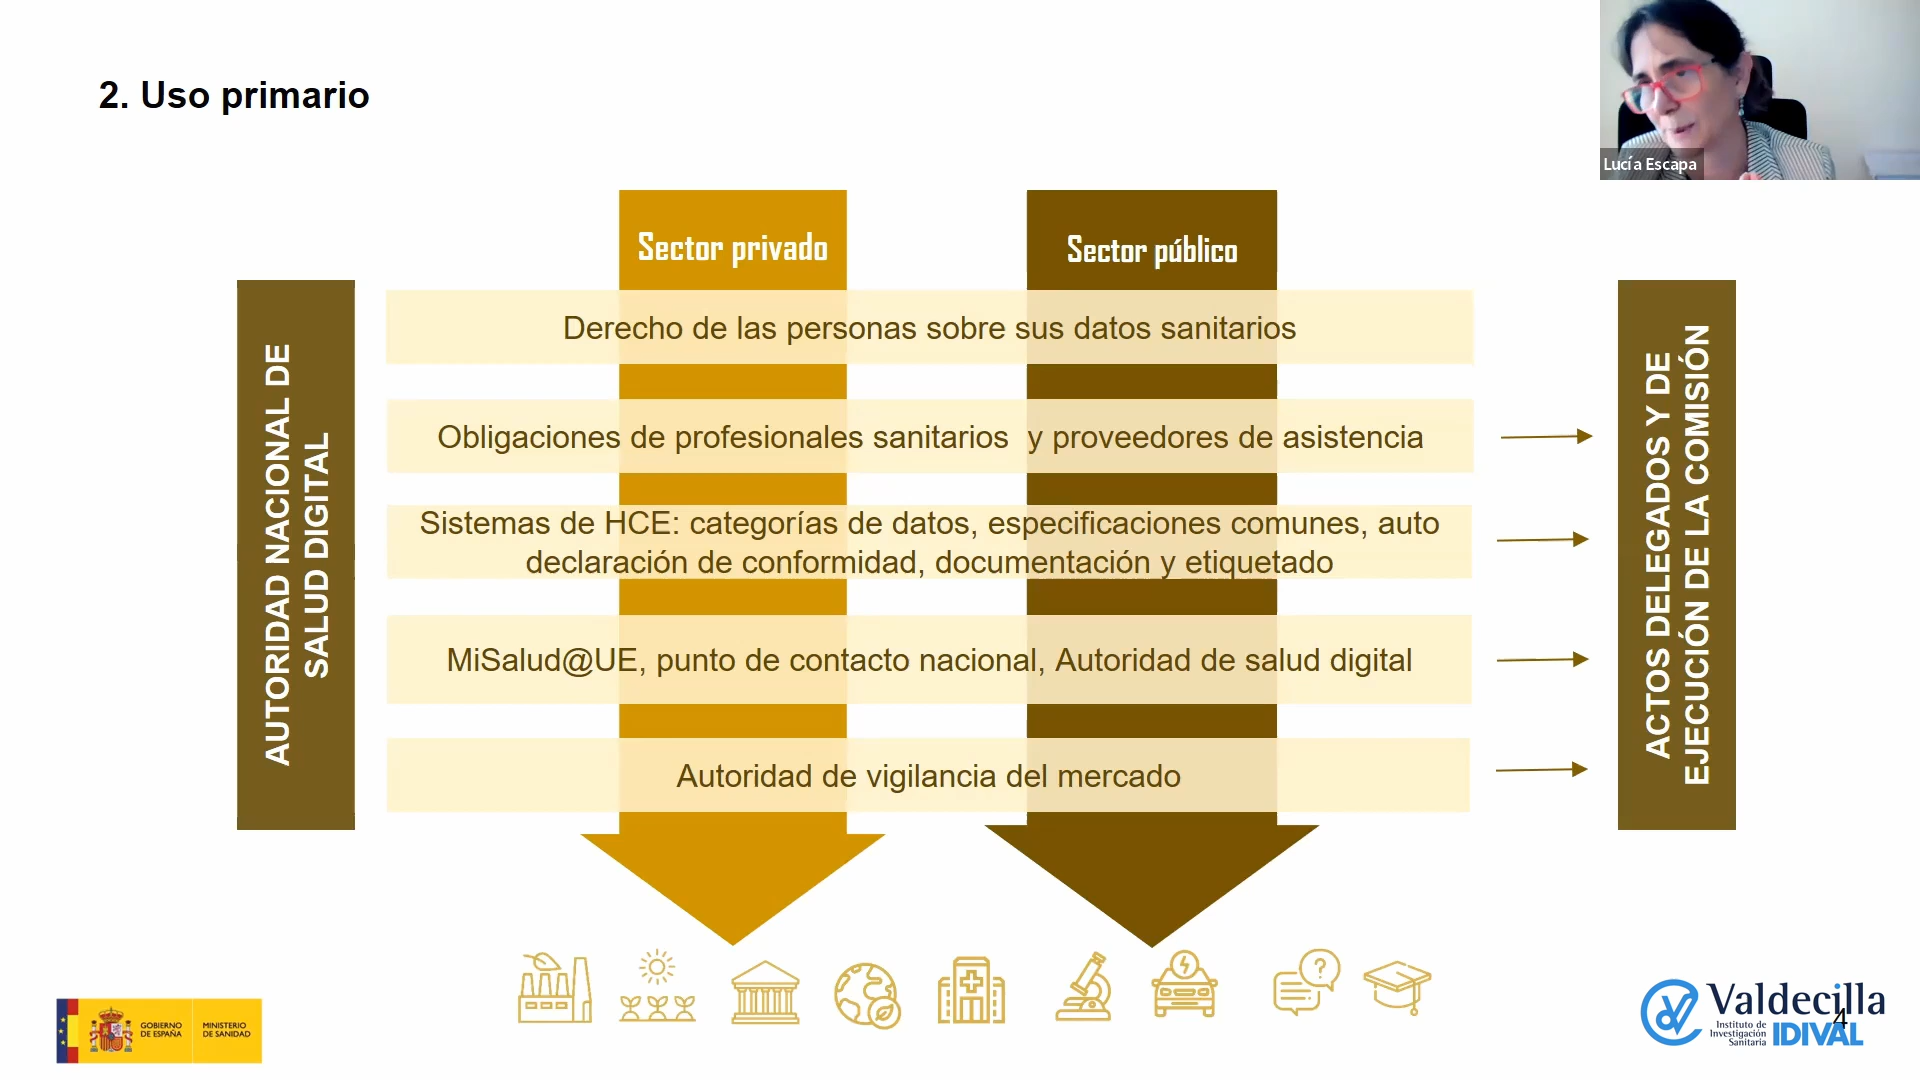 2. Uso primario
Lucía Escapa
Sector privado
Sector público
AUTORIDAD NACIONAL DE
SALUD DIGITAL
Derecho de las personas sobre sus datos sanitarios
Obligaciones de profesionales sanitarios  y proveedores de asistencia
Sistemas de HCE: categorías de datos, especificaciones comunes, auto
declaración de conformidad, documentación y etiquetado
MiSalud@UE, punto de contacto nacional, Autoridad de salud digital
Autoridad de vigilancia del mercado
ACTOS DELEGADOS Y DE
EJECUCIÓN DE LA COMISIÓN
?
GOBIERNO
DE ESPAÑA
MINISTERIO
DE SANIDAD
Valdecilla
Instituto de
Investigación
Sanitaria
IDIVAL
4